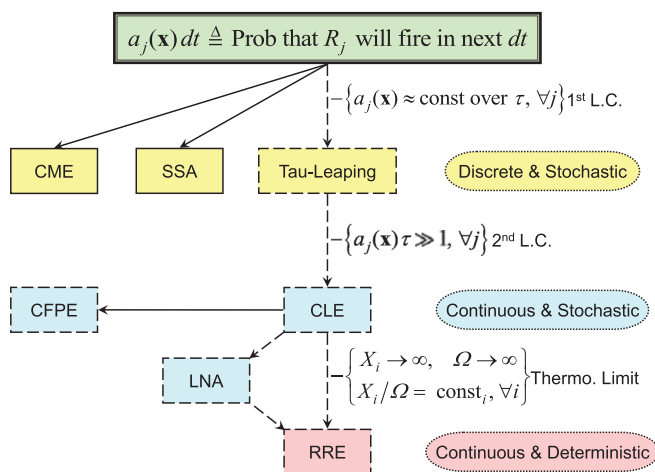 a_j(x) dt ≜ Prob that R_j will fire in next dt
{a_j(x) ≈ const over τ, ∀j} 1st L.C.
CME SSA Tau-Leaping Discrete & Stochastic
{a_j(x) τ ≫ 1, ∀j} 2nd L.C.
CFPE CLE Continuous & Stochastic
{X_i → ∞, Ω → ∞
LNA
X_i/Ω = const_i, ∀i} Thermo. Limit
RRE Continuous & Deterministic